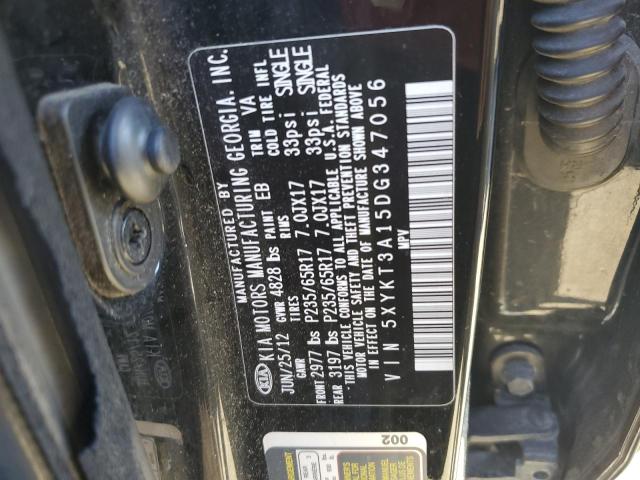 MANUFACTURED BY
KIA KIA MOTORS MANUFACTURING GEORGIA. INC.
JUN/25/12 GVWR 4828 lbs PAINT EB TRIM VA
GAWR TIRES RIMS COLD TIRE INFL
FRONT 2977 lbs P235/65R17 7.0JX17 33psi SINGLE
REAR 3197 lbs P235/65R17 7.0JX17 33psi SINGLE
THIS VEHICLE CONFORMS TO ALL APPLICABLE U.S.A. FEDERAL
MOTOR VEHICLE SAFETY AND THEFT PREVENTION STANDARDS
IN EFFECT ON THE DATE OF MANUFACTURE SHOWN ABOVE
VIN 5XYKT3A15DG347056
MPV
002